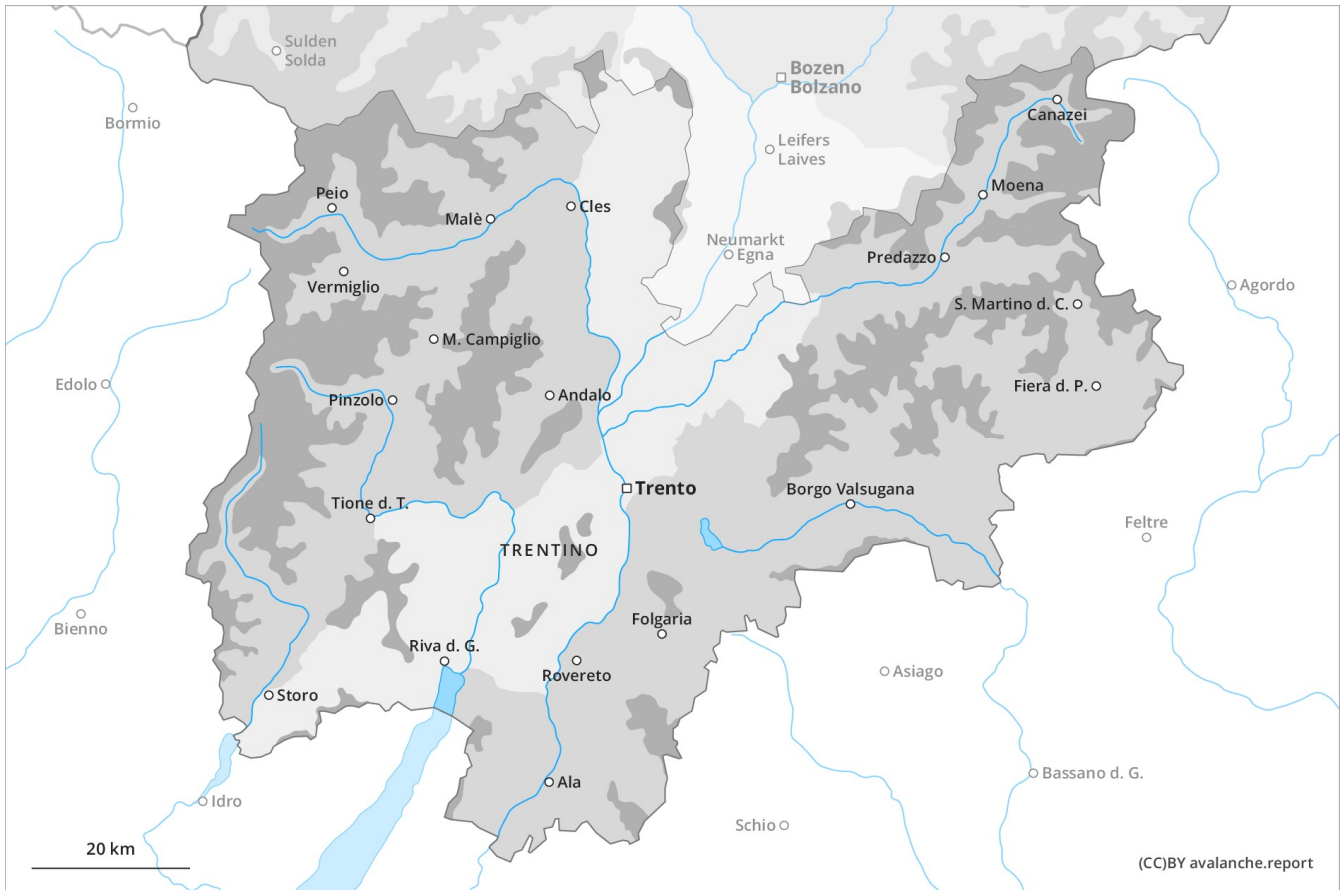 Sulden
Solda
Bozen
Bolzano
Bormio
Canazei
Leifers
Laives
Moena
Peio
Malè
Cles
Neumarkt
Egna
Predazzo
Vermiglio
Agordo
S. Martino d. C.
M. Campiglio
Edolo
Fiera d. P.
Pinzolo
Andalo
Trento
Borgo Valsugana
Tione d. T.
Feltre
TRENTINO
Bienno
Folgaria
Riva d. G.
Asiago
Rovereto
Storo
Bassano d. G.
Ala
Idro
Schio
20 km
(CC)BY avalanche.report